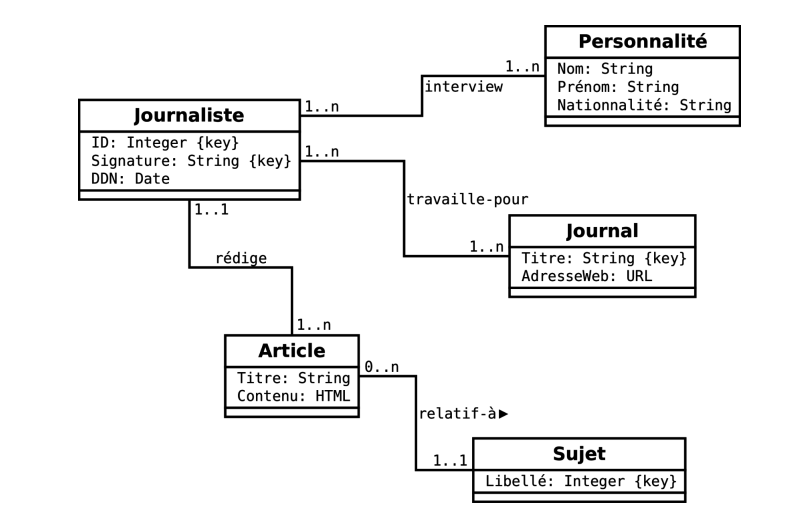 Personnalité
Nom: String
Prénom: String
Nationnalité: String
1..n
interview
1..n
Journaliste
ID: Integer {key}
Signature: String {key}
DDN: Date
1..n
travaille-pour
1..n
Journal
Titre: String {key}
AdresseWeb: URL
1..1
rédige
1..n
Article
Titre: String
Contenu: HTML
0..n
relatif-à►
1..1
Sujet
Libellé: Integer {key}